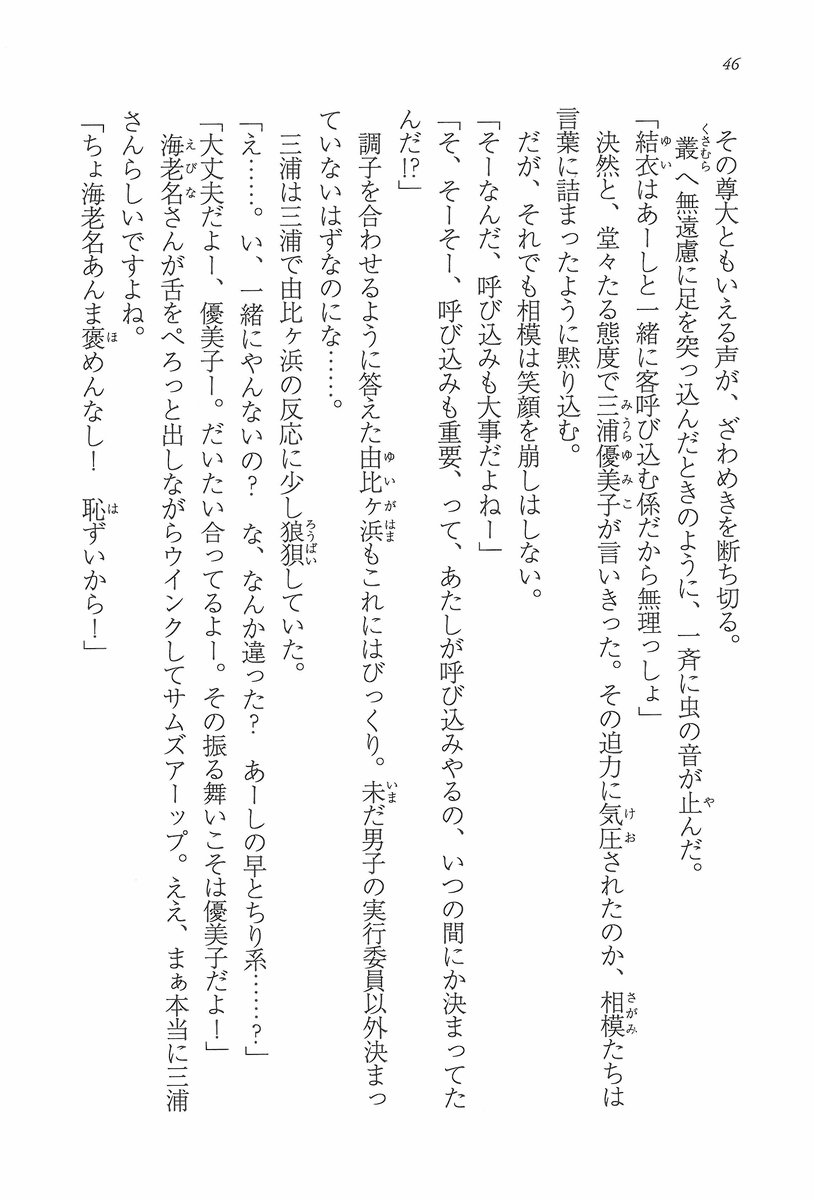 46
その尊大ともいえる声が、ざわめきを断ち切る。
叢へ無遠慮に足を突っ込んだときのように、一斉に虫の音が止んだ。
「結衣はあーしと一緒に客呼び込む係だから無理っしょ」
決然と、堂々たる態度で三浦優美子が言いきった。その迫力に気圧されたのか、相模たちは
言葉に詰まったように黙り込む。
だが、それでも相模は笑顔を崩しはしない。
「そーなんだ、呼び込みも大事だよねー」
「そ、そーそー、呼び込みも重要、って、あたしが呼び込みやるの、いつの間にか決まってた
んだ!?」
調子を合わせるように答えた由比ヶ浜もこれにはびっくり。未だ男子の実行委員以外決まっ
ていないはずなのにな……。
三浦は三浦で由比ヶ浜の反応に少し狼狽していた。
「え……。い、一緒にやんないの? な、なんか違った? あーしの早とちり系……?」
「大丈夫だよー、優美子ー。だいたい合ってるよー。その振る舞いこそは優美子だよ!」
海老名さんが舌をぺろっと出しながらウインクしてサムズアーップ。ええ、まぁ本当に三浦
さんらしいですよね。
「ちょ海老名あんま褒めんなし! 恥ずいから!」